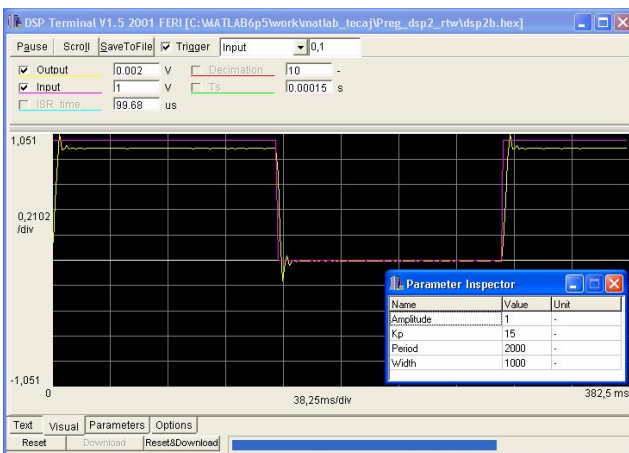 DSP Terminal V1.5 2001 FERI [C:\MATLAB6p5\work\matlab_tecaj\Preg_dsp2_rtw\dsp2b.hex]
Pause Scroll SaveToFile Trigger Input 0,1
Output 0.002 V Decimation 10 -
Input 1 V Ts 0.00015 s
ISR time 99.68 us
1,051
0,2102
/div
-1,051
0 38,25ms/div 382,5 ms
Parameter Inspector
Name Value Unit
Amplitude 1 -
Kp 15 -
Period 2000 -
Width 1000 -
Text Visual Parameters Options
Reset Download Reset&Download